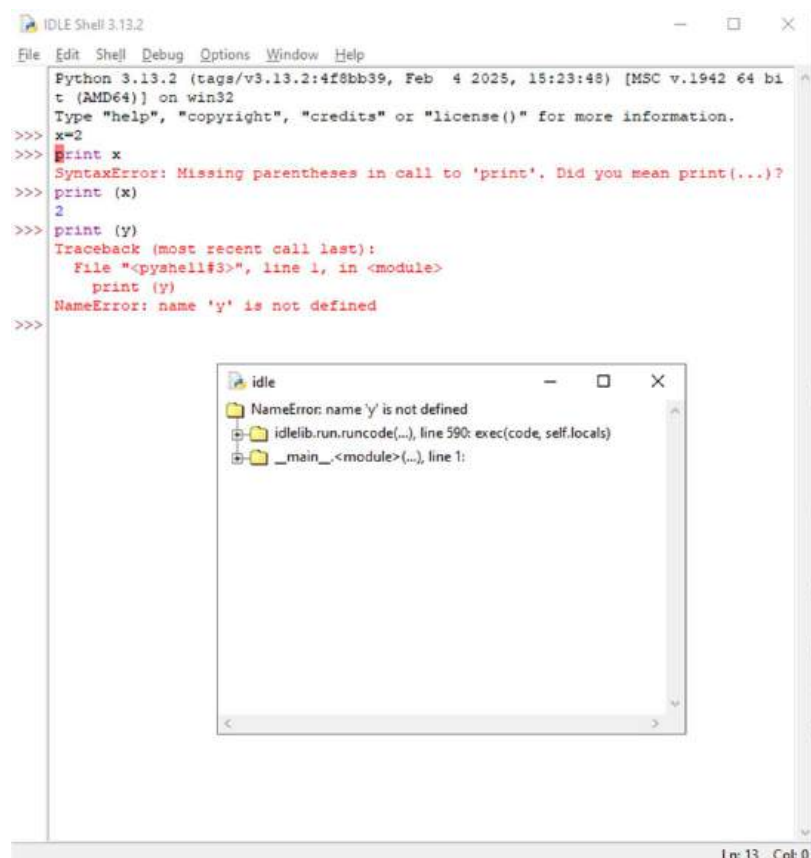 IDLE Shell 3.13.2
File Edit Shell Debug Options Window Help
Python 3.13.2 (tags/v3.13.2:4f8bb39, Feb  4 2025, 15:23:48) [MSC v.1942 64 bi
t (AMD64)] on win32
Type "help", "copyright", "credits" or "license()" for more information.
>>> x=2
>>> print x
SyntaxError: Missing parentheses in call to 'print'. Did you mean print(...)?
>>> print (x)
2
>>> print (y)
Traceback (most recent call last):
  File "<pyshell#3>", line 1, in <module>
    print (y)
NameError: name 'y' is not defined
>>>
idle
NameError: name 'y' is not defined
idlelib.run.runcode(...), line 590: exec(code, self.locals)
__main__.<module>(...), line 1:
Ln: 13 Col: 0